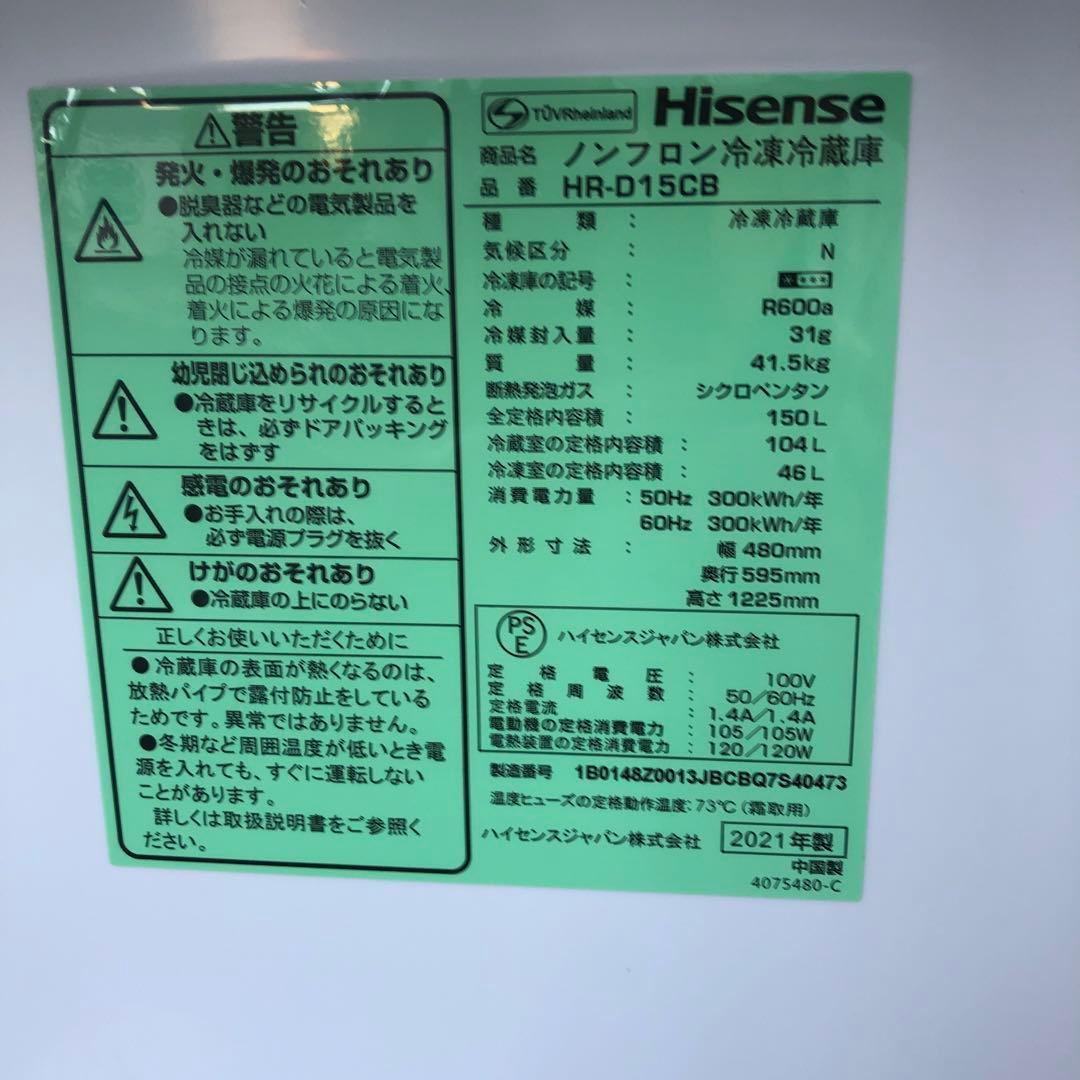 ⚠警告
発火・爆発のおそれあり
●脱臭器などの電気製品を
入れない
冷媒が漏れていると電気製
品の接点の火花による着火、
着火による爆発の原因にな
ります。
幼児閉じ込められのおそれあり
●冷蔵庫をリサイクルすると
きは、必ずドアパッキング
をはずす
感電のおそれあり
●お手入れの際は、
必ず電源プラグを抜く
けがのおそれあり
●冷蔵庫の上にのらない
正しくお使いいただくために
●冷蔵庫の表面が熱くなるのは、
放熱パイプで露付防止をしている
ためです。異常ではありません。
●冬期など周囲温度が低いとき電
源を入れても、すぐに運転しない
ことがあります。
詳しくは取扱説明書をご参照く
ださい。
TÜVRheinland Hisense
商品名 ノンフロン冷凍冷蔵庫
品番 HR-D15CB
種類 : 冷凍冷蔵庫
気候区分 : N
冷凍庫の記号 : * ***
冷媒 : R600a
冷媒封入量 : 31g
質量 : 41.5kg
断熱発泡ガス : シクロペンタン
全定格内容積 : 150L
冷蔵室の定格内容積 : 104L
冷凍室の定格内容積 : 46L
消費電力量 : 50Hz 300kWh/年
60Hz 300kWh/年
外形寸法 : 幅480mm
奥行595mm
高さ1225mm
PSE ハイセンスジャパン株式会社
定格電圧 : 100V
定格周波数 : 50/60Hz
定格電流 : 1.4A/1.4A
電動機の定格消費電力 : 105/105W
電熱装置の定格消費電力 : 120/120W
製造番号 1B0148Z0013JBCBQ7S40473
温度ヒューズの定格動作温度:73℃(霜取用)
ハイセンスジャパン株式会社 2021年製
中国製
4075480-C